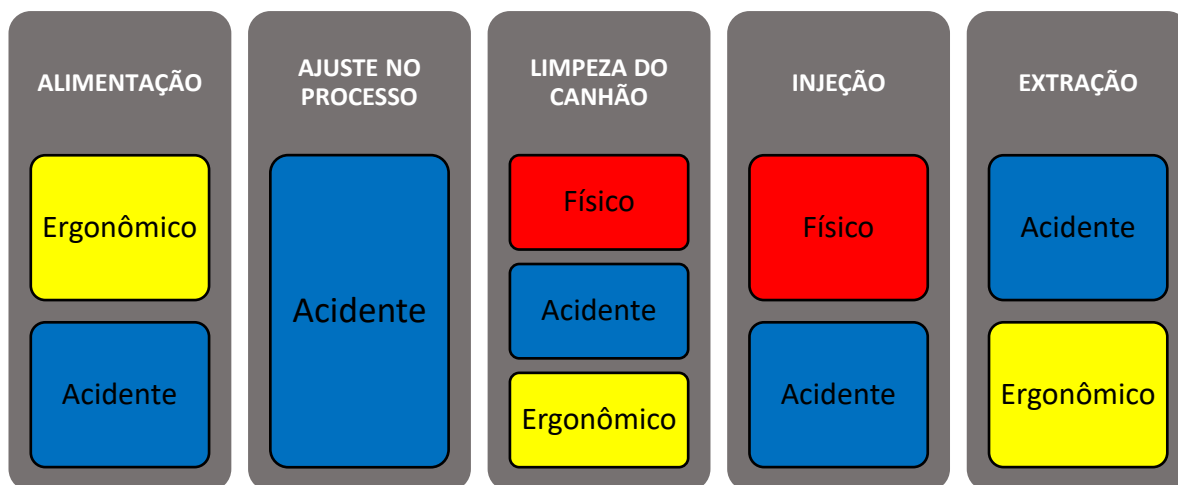 ALIMENTAÇÃO
Ergonômico
Acidente
AJUSTE NO
PROCESSO
Acidente
LIMPEZA DO
CANHÃO
Físico
Acidente
Ergonômico
INJEÇÃO
Físico
Acidente
EXTRAÇÃO
Acidente
Ergonômico